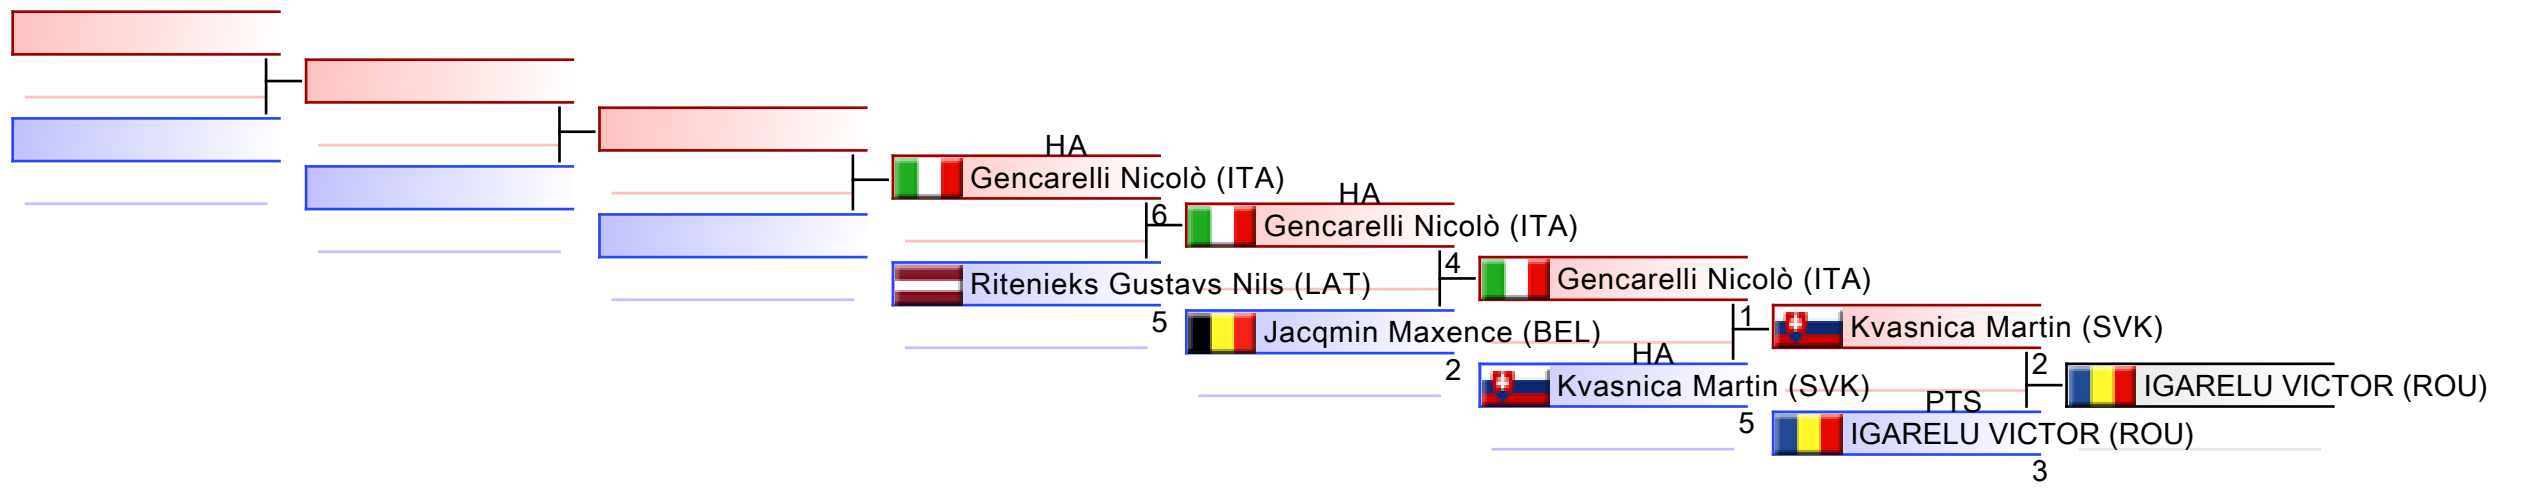 HA
Gencarelli Nicolò (ITA)
6
Ritenieks Gustavs Nils (LAT)
5
HA
Gencarelli Nicolò (ITA)
4
Jacqmin Maxence (BEL)
2
Gencarelli Nicolò (ITA)
1
HA
Kvasnica Martin (SVK)
5
Kvasnica Martin (SVK)
2
PTS
IGARELU VICTOR (ROU)
3
IGARELU VICTOR (ROU)